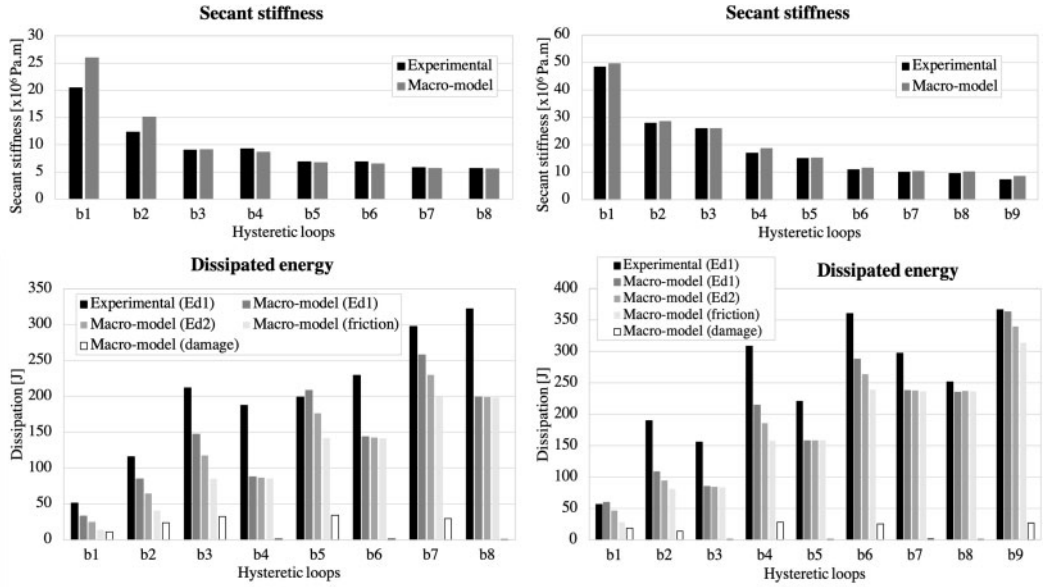 Secant stiffness
Secant stiffness [x10⁶ Pa.m]
30
25
20
15
10
5
0
Experimental
Macro-model
b1 b2 b3 b4 b5 b6 b7 b8
Hysteretic loops
Secant stiffness
Secant stiffness [x10⁶ Pa.m]
60
50
40
30
20
10
0
Experimental
Macro-model
b1 b2 b3 b4 b5 b6 b7 b8 b9
Hysteretic loops
Dissipated energy
Dissipation [J]
350
300
250
200
150
100
50
0
Experimental (Ed1) Macro-model (Ed1)
Macro-model (Ed2) Macro-model (friction)
Macro-model (damage)
b1 b2 b3 b4 b5 b6 b7 b8
Hysteretic loops
Dissipated energy
Dissipation [J]
400
350
300
250
200
150
100
50
0
Experimental (Ed1)
Macro-model (Ed1)
Macro-model (Ed2)
Macro-model (friction)
Macro-model (damage)
b1 b2 b3 b4 b5 b6 b7 b8 b9
Hysteretic loops